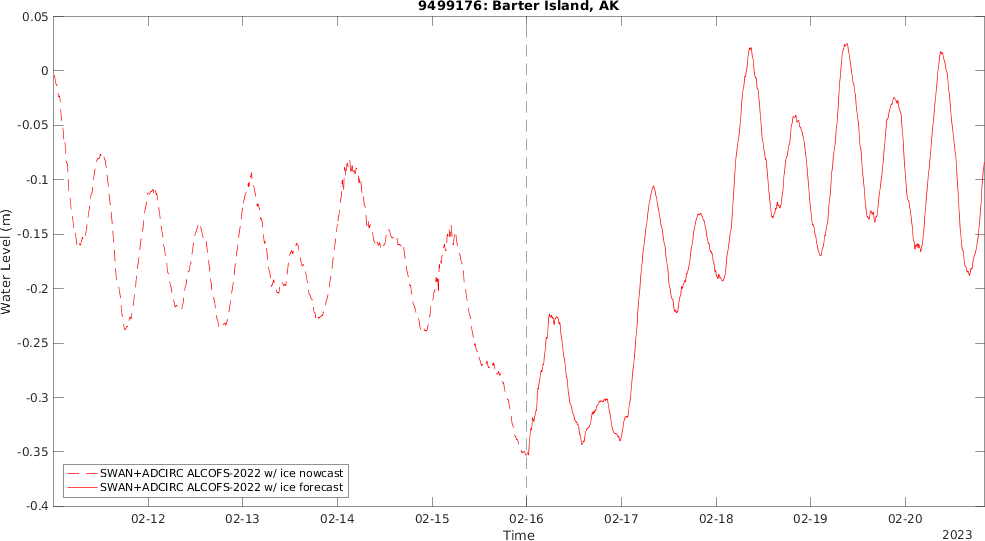 9499176: Barter Island, AK
0.05
0
-0.05
-0.1
-0.15
-0.2
-0.25
-0.3
-0.35
-0.4
Water Level (m)
SWAN+ADCIRC ALCOFS-2022 w/ ice nowcast
SWAN+ADCIRC ALCOFS-2022 w/ ice forecast
02-12 02-13 02-14 02-15 02-16 02-17 02-18 02-19 02-20
Time
2023